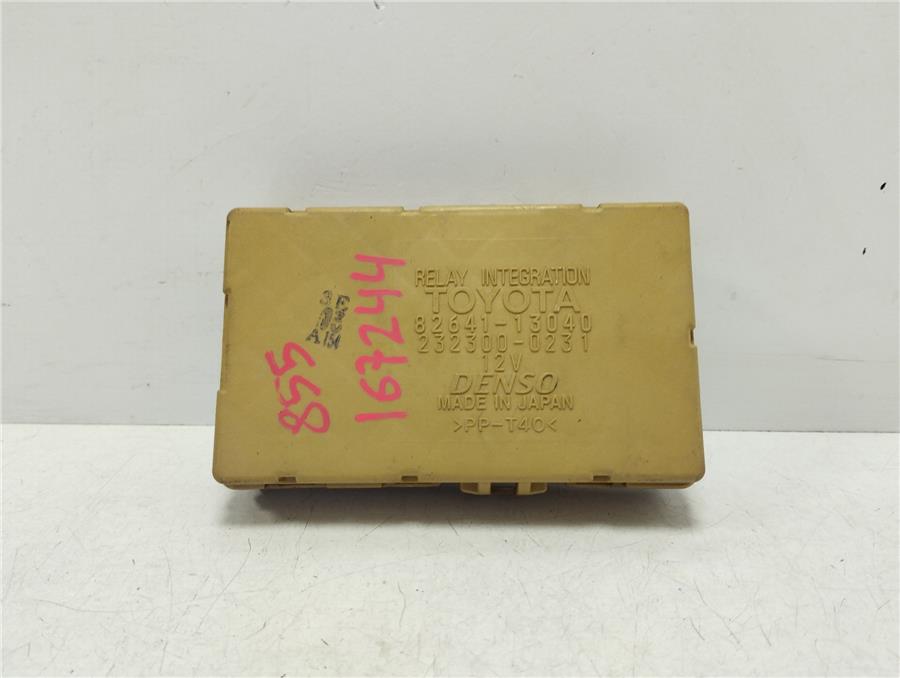 RELAY INTEGRATION
TOYOTA
82641-13040
232300-0231
12V
DENSO
MADE IN JAPAN
>PP-T40<
855
167244